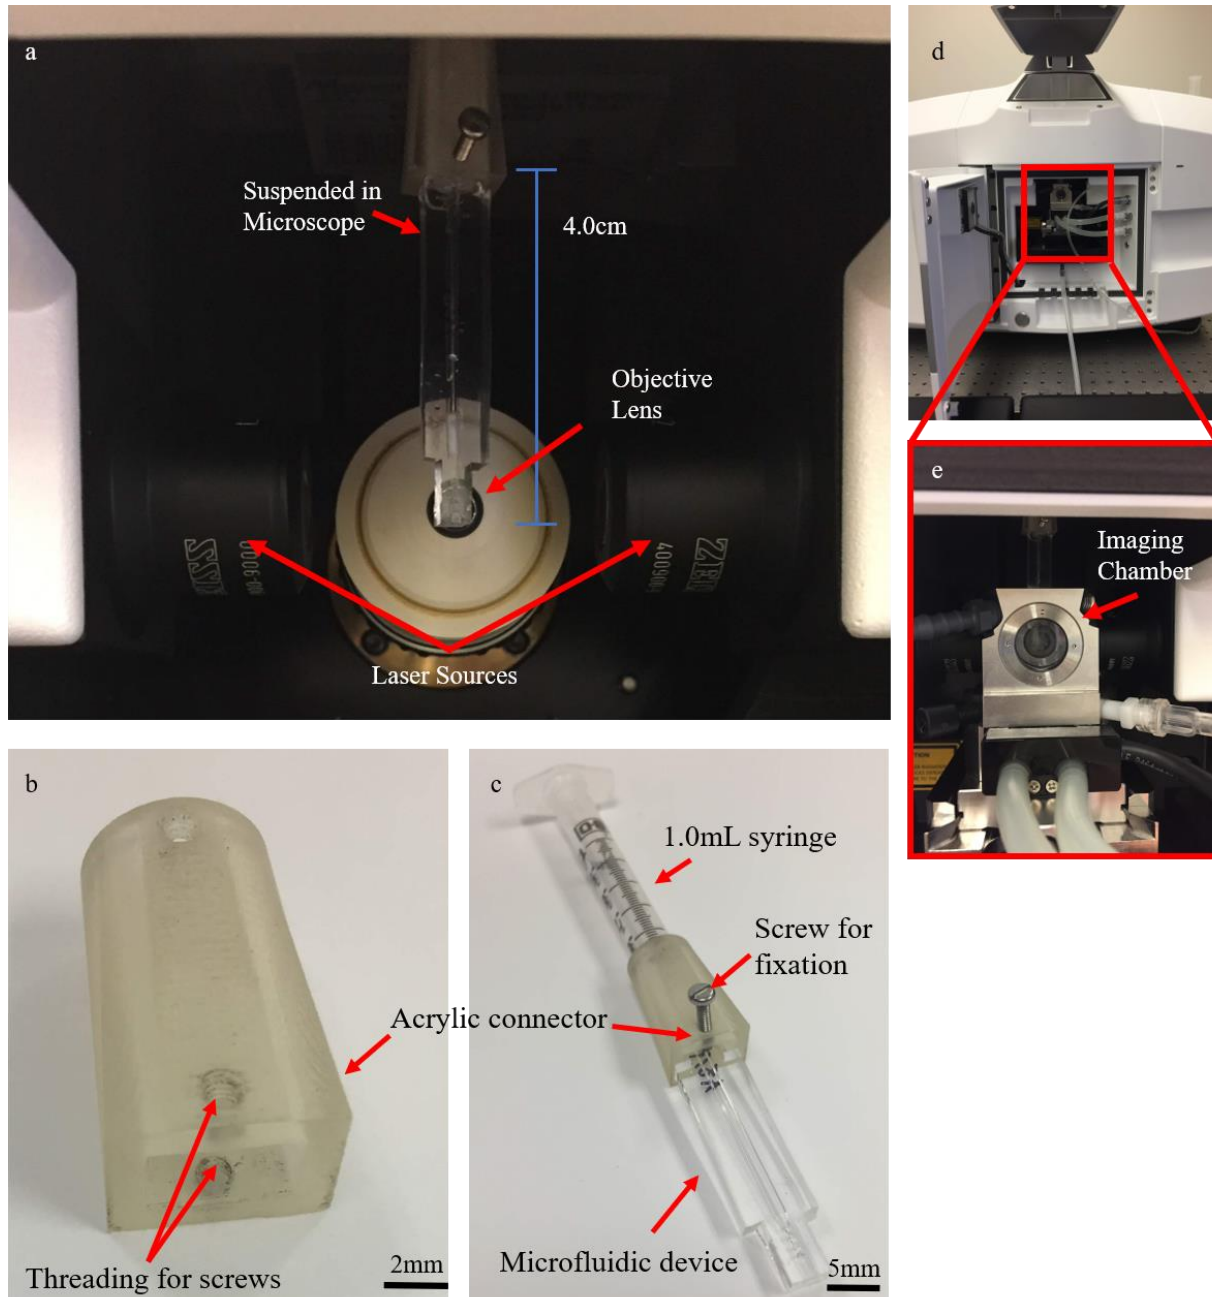 a
Suspended in
Microscope
4.0cm
Objective
Lens
Laser Sources
d
e
Imaging
Chamber
b
Acrylic connector
Threading for screws
2mm
c
1.0mL syringe
Screw for
fixation
Microfluidic device
5mm